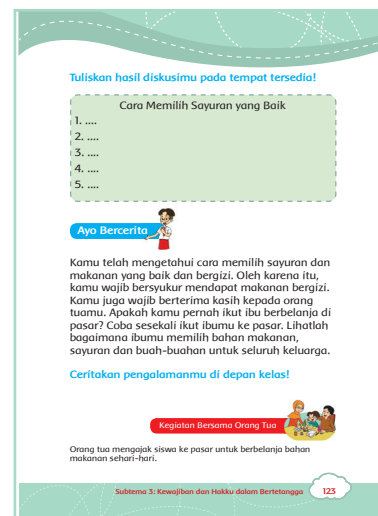 Tuliskan hasil diskusimu pada tempat tersedia!
Cara Memilih Sayuran yang Baik
1. ....
2. ....
3. ....
4. ....
5. ....
Ayo Bercerita
Kamu telah mengetahui cara memilih sayuran dan
makanan yang baik dan bergizi. Oleh karena itu,
kamu wajib bersyukur mendapat makanan bergizi.
Kamu juga wajib berterima kasih kepada orang
tuamu. Apakah kamu pernah ikut ibu berbelanja di
pasar? Coba sesekali ikut ibumu ke pasar. Lihatlah
bagaimana ibumu memilih bahan makanan,
sayuran dan buah-buahan untuk seluruh keluarga.
Ceritakan pengalamanmu di depan kelas!
Kegiatan Bersama Orang Tua
Orang tua mengajak siswa ke pasar untuk berbelanja bahan
makanan sehari-hari.
Subtema 3: Kewajiban dan Hakku dalam Bertetangga 123